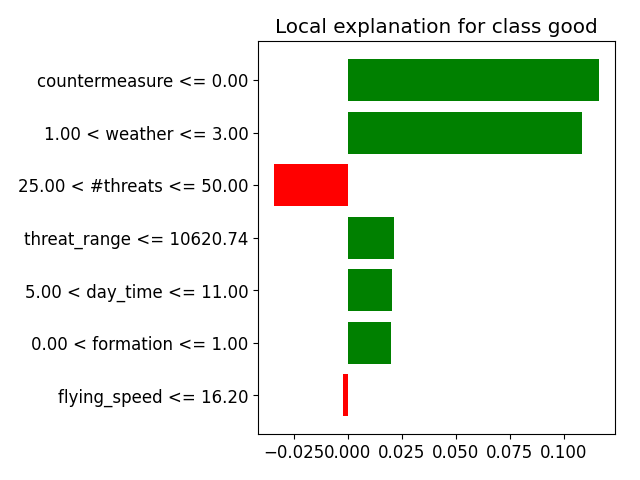 Local explanation for class good
countermeasure <= 0.00
1.00 < weather <= 3.00
25.00 < #threats <= 50.00
threat_range <= 10620.74
5.00 < day_time <= 11.00
0.00 < formation <= 1.00
flying_speed <= 16.20
−0.025 0.000 0.025 0.050 0.075 0.100